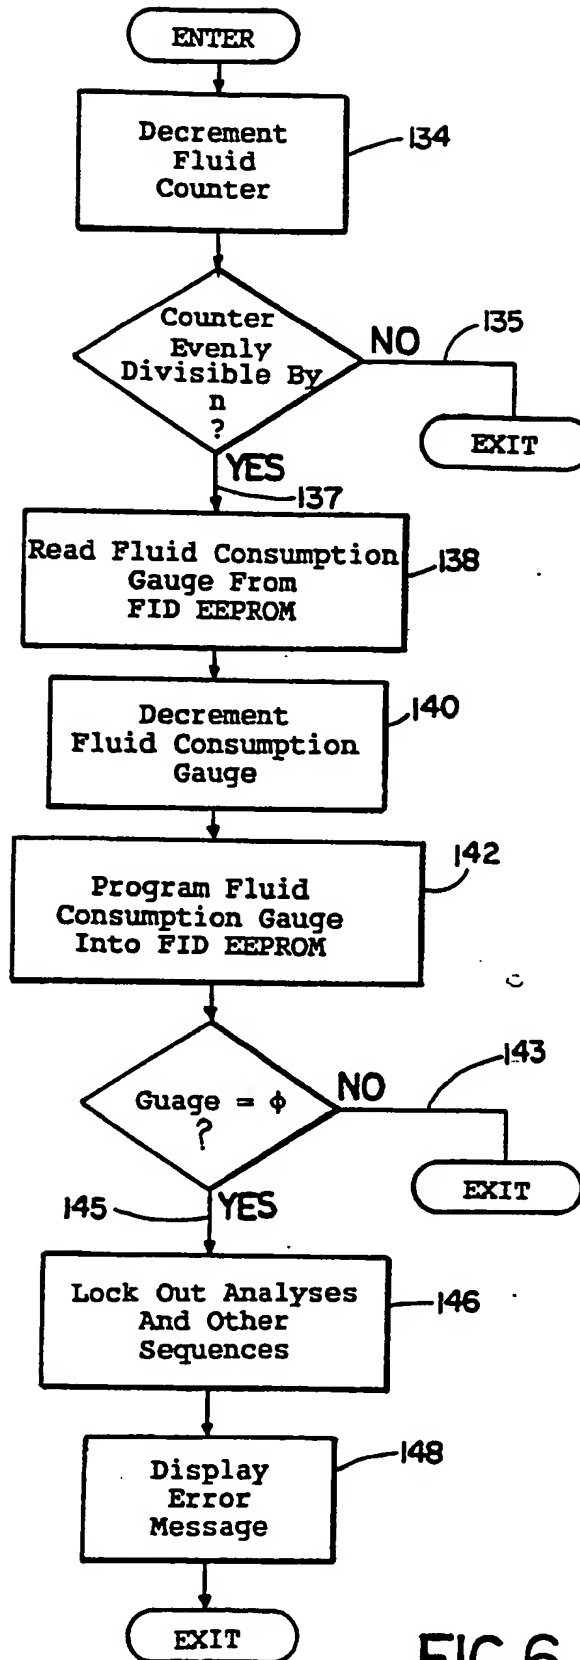 ENTER
Decrement
Fluid
Counter
134
Counter
Evenly
Divisible By
n
?
NO
135
EXIT
YES
137
Read Fluid Consumption
Gauge From
FID EEPROM
138
Decrement
Fluid Consumption
Gauge
140
Program Fluid
Consumption Gauge
Into FID EEPROM
142
Guage = ϕ
?
NO
143
EXIT
145
YES
Lock Out Analyses
And Other
Sequences
146
Display
Error
Message
148
EXIT
FIG.6